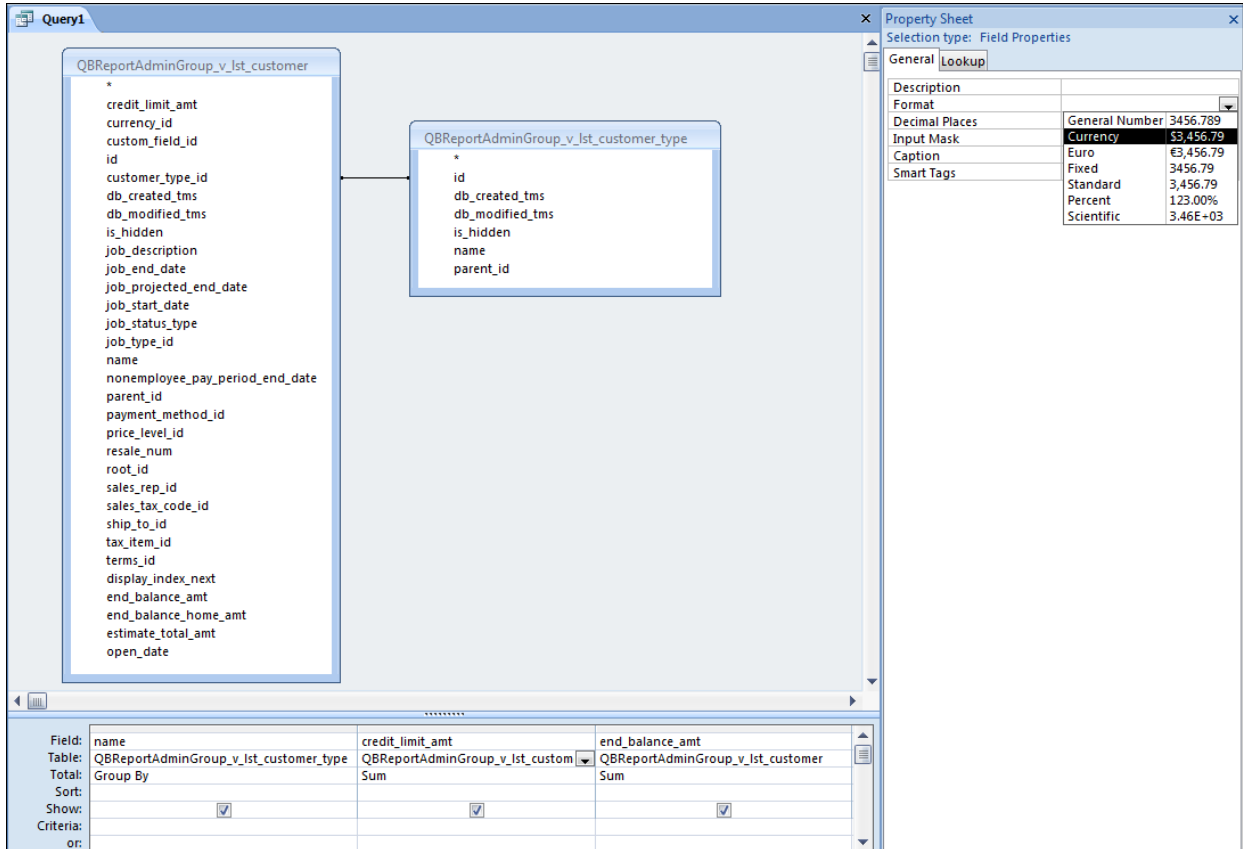 Query1
QBReportAdminGroup_v_lst_customer
*
credit_limit_amt
currency_id
custom_field_id
id
customer_type_id
db_created_tms
db_modified_tms
is_hidden
job_description
job_end_date
job_projected_end_date
job_start_date
job_status_type
job_type_id
name
nonemployee_pay_period_end_date
parent_id
payment_method_id
price_level_id
resale_num
root_id
sales_rep_id
sales_tax_code_id
ship_to_id
tax_item_id
terms_id
display_index_next
end_balance_amt
end_balance_home_amt
estimate_total_amt
open_date
QBReportAdminGroup_v_lst_customer_type
*
id
db_created_tms
db_modified_tms
is_hidden
name
parent_id
Field: name credit_limit_amt end_balance_amt
Table: QBReportAdminGroup_v_lst_customer_type QBReportAdminGroup_v_lst_custom QBReportAdminGroup_v_lst_customer
Total: Group By Sum Sum
Sort:
Show:
Criteria:
or:
Property Sheet
Selection type: Field Properties
General Lookup
Description
Format
Decimal Places
Input Mask
Caption
Smart Tags
General Number 3456.789
Currency $3,456.79
Euro €3,456.79
Fixed 3456.79
Standard 3,456.79
Percent 123.00%
Scientific 3.46E+03